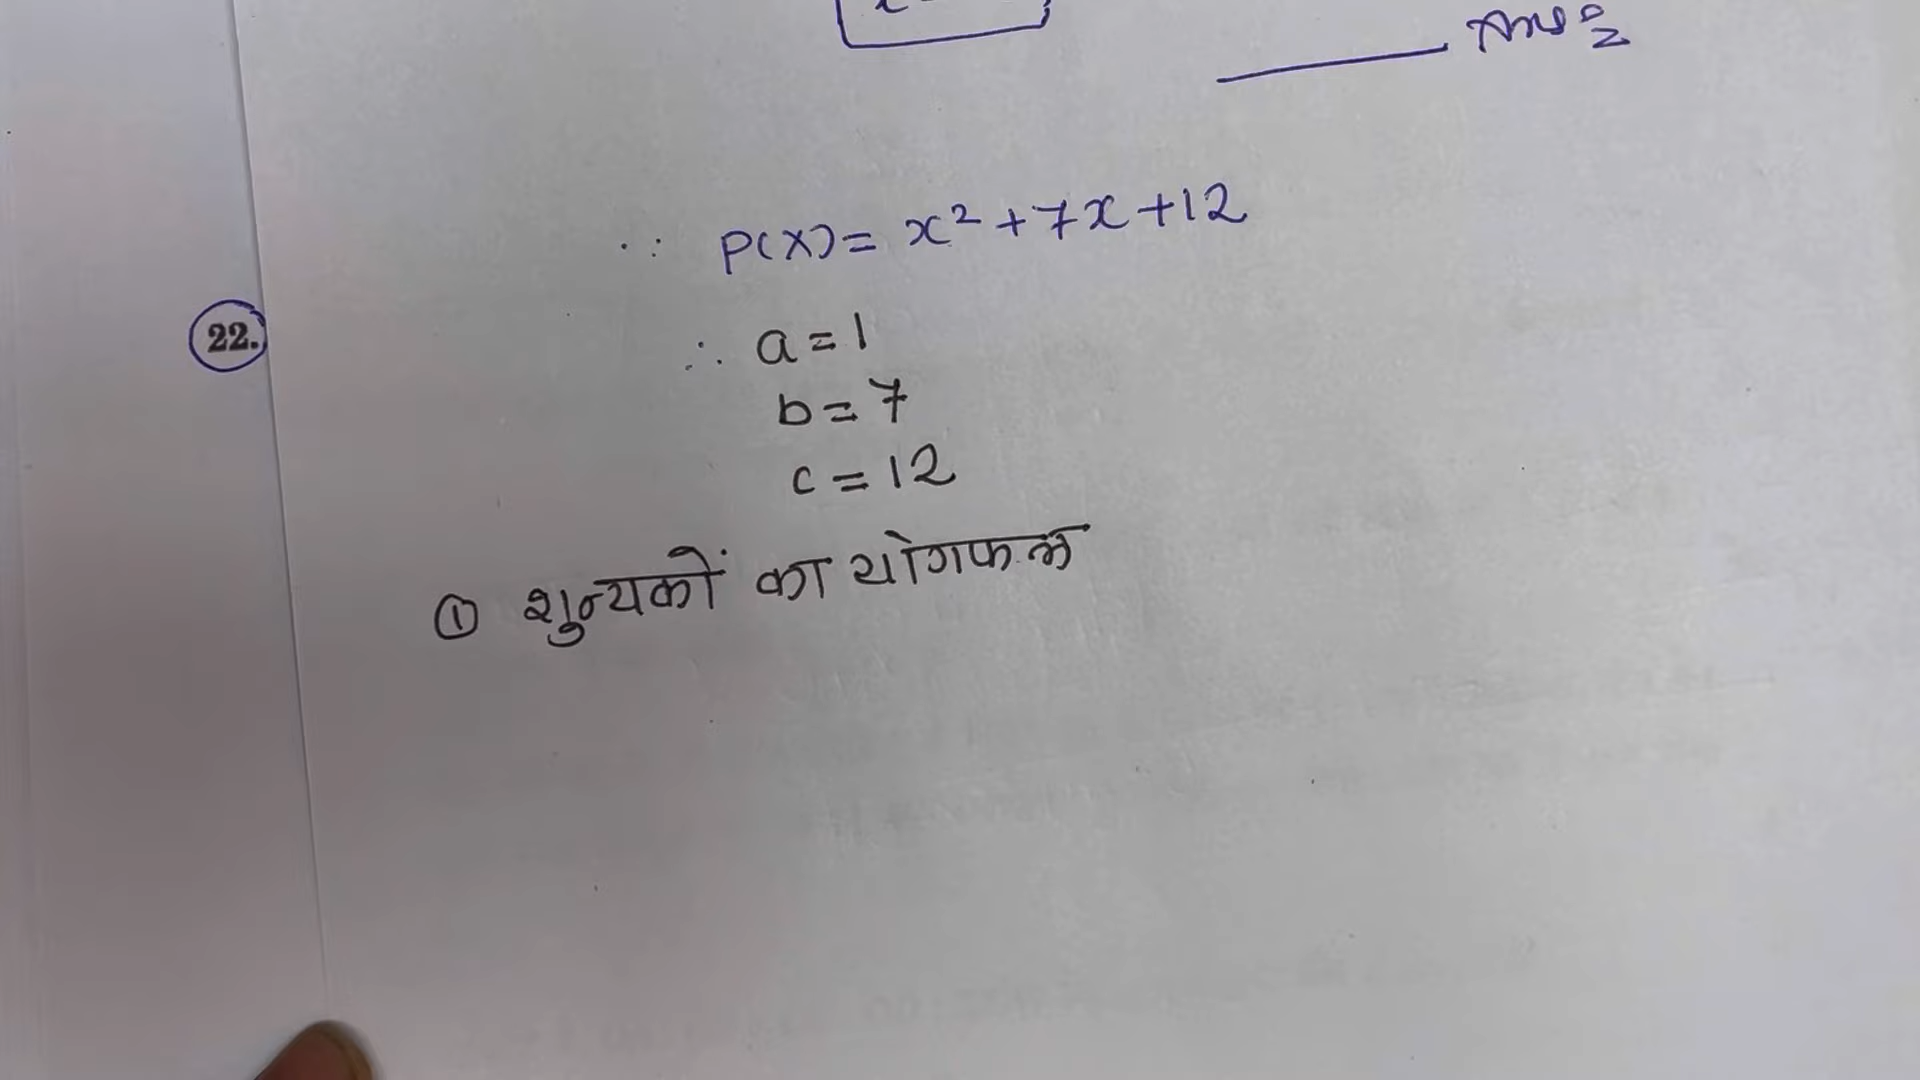 Ans
∵ P(x) = x² + 7x + 12
22.
∴ a = 1
b = 7
c = 12
① शुन्यकों का योगफल